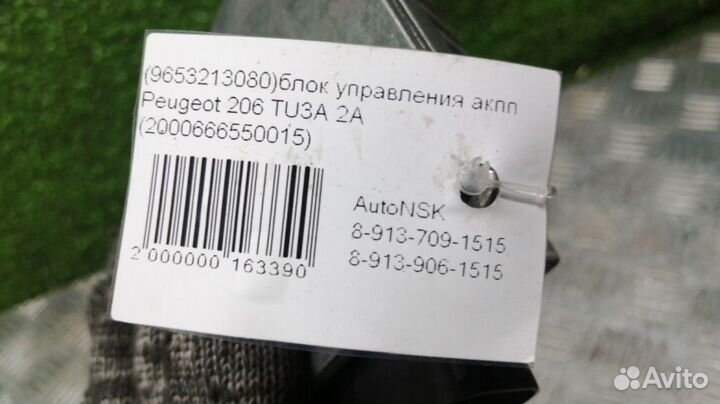 (9653213080)блок управления акпп
Peugeot 206 TU3A 2A
(2000666550015)
AutoNSK
8-913-709-1515
8-913-906-1515
2 000000 163390
Avito